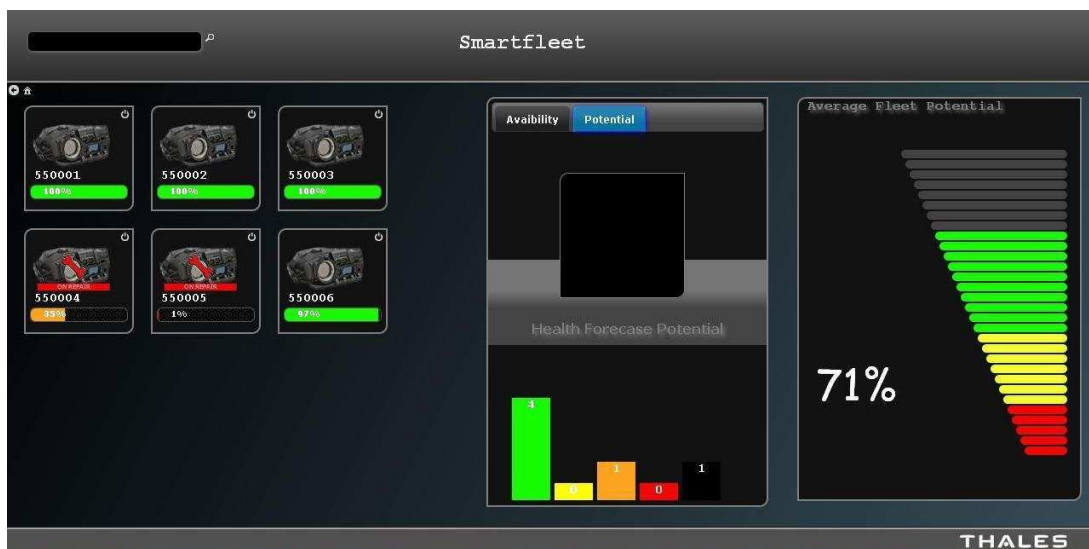 Smartfleet
550001
100%
550002
100%
550003
100%
ON REPAIR
550004
35%
ON REPAIR
550005
1%
550006
97%
Avaibility Potential
Health Forecase Potential
4
0
1
0
1
Average Fleet Potential
71%
THALES